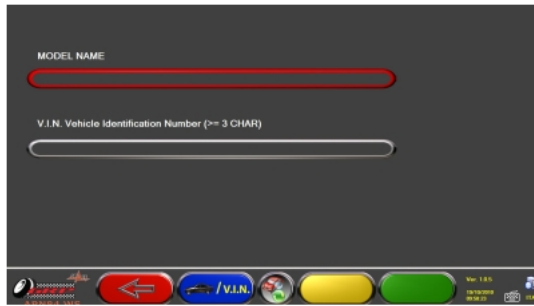 MODEL NAME
V.I.N. Vehicle Identification Number (>= 3 CHAR)
/ V.I.N.
Ver: 1.0.5